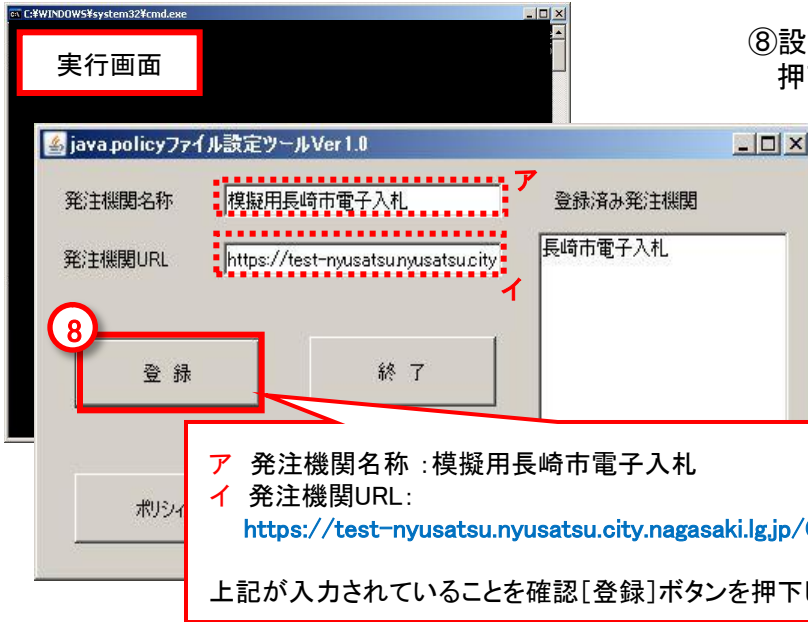 C:¥WINDOWS¥system32¥cmd.exe
実行画面
⑧設
押
java.policyファイル設定ツールVer1.0
発注機関名称
模擬用長崎市電子入札
ア
登録済み発注機関
発注機関URL
https://test-nyusatsu.nyusatsu.city
イ
長崎市電子入札
8
登 録
終 了
ポリシィ
ア 発注機関名称 :模擬用長崎市電子入札
イ 発注機関URL:
https://test-nyusatsu.nyusatsu.city.nagasaki.lg.jp/
上記が入力されていることを確認[登録]ボタンを押下